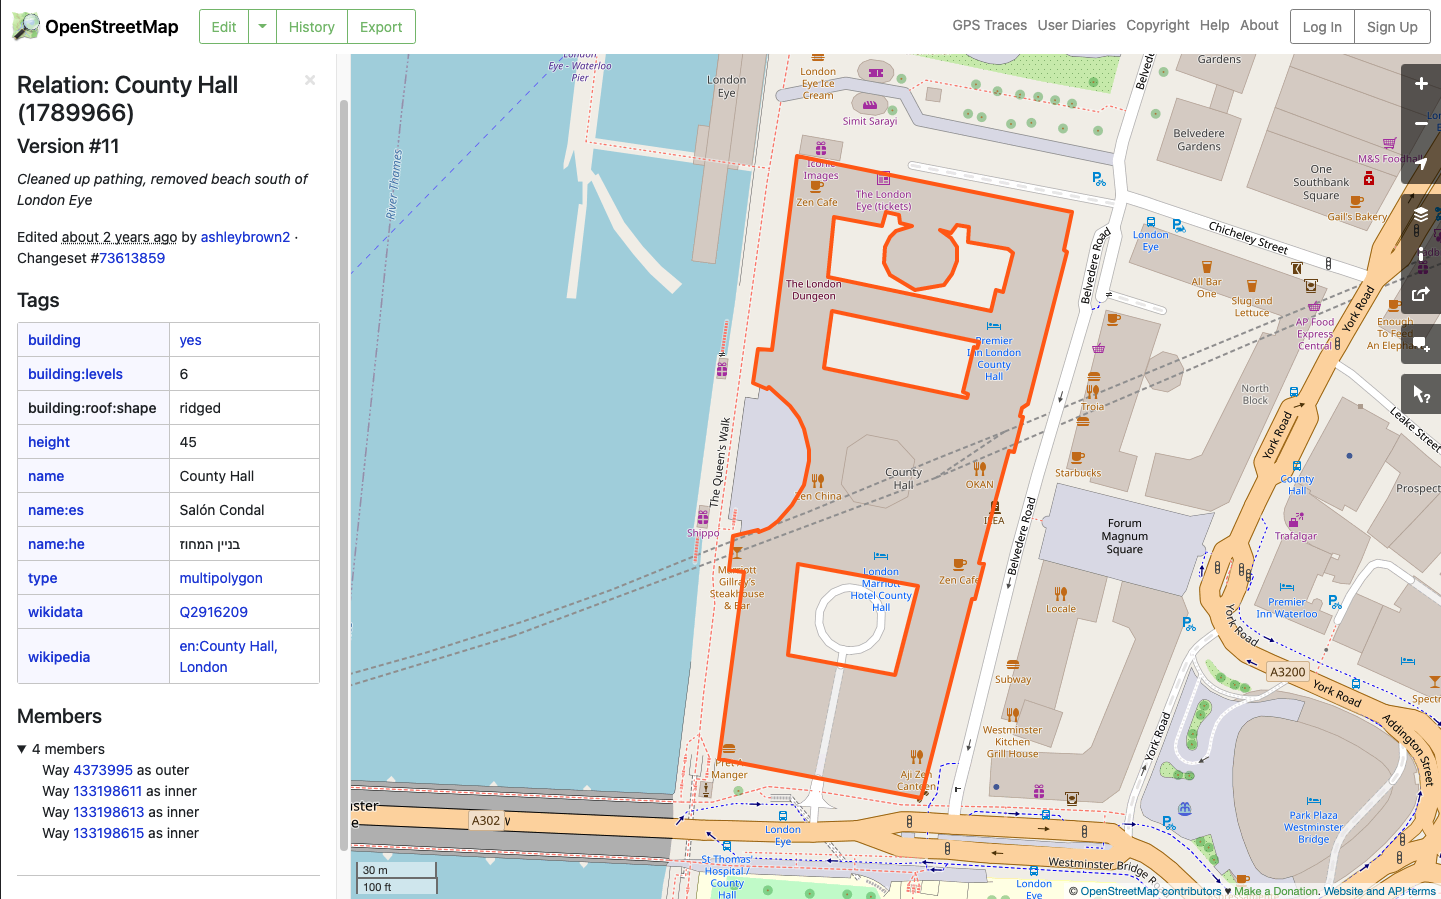 OpenStreetMap
Edit
History
Export
GPS Traces
User Diaries
Copyright
Help
About
Log In
Sign Up
Relation: County Hall
(1789966)
×
Version #11
Cleaned up pathing, removed beach south of
London Eye
Edited about 2 years ago by ashleybrown2 ·
Changeset #73613859
Tags
building yes
building:levels 6
building:roof:shape ridged
height 45
name County Hall
name:es Salón Condal
name:he בניין המחוז
type multipolygon
wikidata Q2916209
wikipedia en:County Hall,
London
Members
▼ 4 members
Way 4373995 as outer
Way 133198611 as inner
Way 133198613 as inner
Way 133198615 as inner
London
Eye - Waterloo
Pier
River Thames
London
Eye
London
Eye Ice
Cream
Simit Sarayi
Iconic
Images
Zen Cafe
The London
Eye (tickets)
The London
Dungeon
Premier
Inn London
County
Hall
The Queen's Walk
Zen China
County
Hall
OKAN
ILEA
Shippo
Marriott
Gillray's
Steakhouse
& Bar
London
Marriott
Hotel County
Hall
Zen Cafe
Pret A
Manger
Aji Zen
Canteen
Gardens
Belvedere
Gardens
One
Southbank
Square
M&S Foodhall
Gail's Bakery
London
Eye
Chicheley Street
Belvedere Road
All Bar
One
Slug and
Lettuce
AP Food
Express
Central
York Road
Enough
To Feed
An Elephant
Troia
North
Block
Leake Street
York Road
Starbucks
County
Hall
Prospect
Trafalgar
Forum
Magnum
Square
Belvedere Road
Locale
Premier
Inn Waterloo
York Road
A3200
York Road
Addington Street
Subway
Westminster
Kitchen
Grill House
York Road
Park Plaza
Westminster
Bridge
A302
London
Eye
St Thomas'
Hospital /
County
Hall
Westminster Bridge Ro
London
Eye
30 m
100 ft
© OpenStreetMap contributors ♥ Make a Donation. Website and API terms